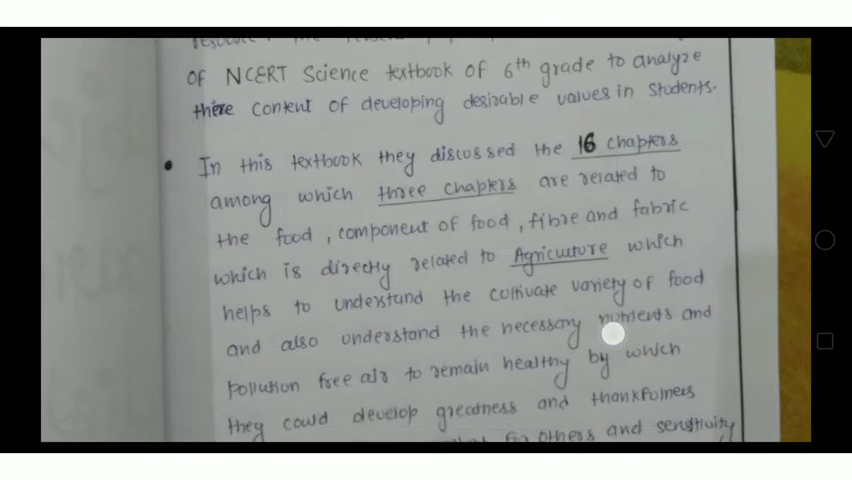 of NCERT Science textbook of 6th grade to analyze
there content of developing desirable values in students.
• In this textbook they discussed the 16 chapters
among which three chapters are related to
the food, component of food, fibre and fabric
which is directly related to Agriculture which
helps to understand the cultivate variety of food
and also understand the necessary and
pollution free air to remain healthy by which
they could develop greatness and thankfulness
for others and sensitivity